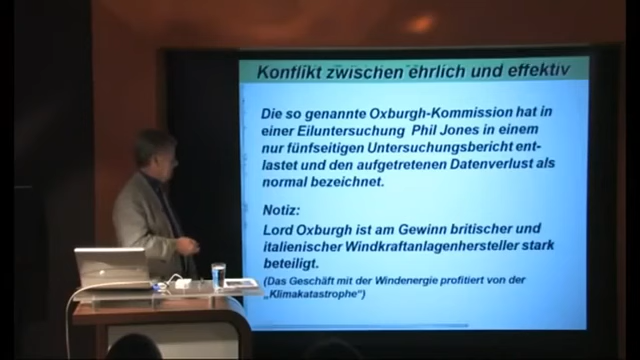 Konflikt zwischen ehrlich und effektiv
Die so genannte Oxburgh-Kommission hat in
einer Eiluntersuchung Phil Jones in einem
nur fünfseitigen Untersuchungsbericht ent-
lastet und den aufgetretenen Datenverlust als
normal bezeichnet.
Notiz:
Lord Oxburgh ist am Gewinn britischer und
italienischer Windkraftanlagenhersteller stark
beteiligt.
(Das Geschäft mit der Windenergie profitiert von der
„Klimakatastrophe“)